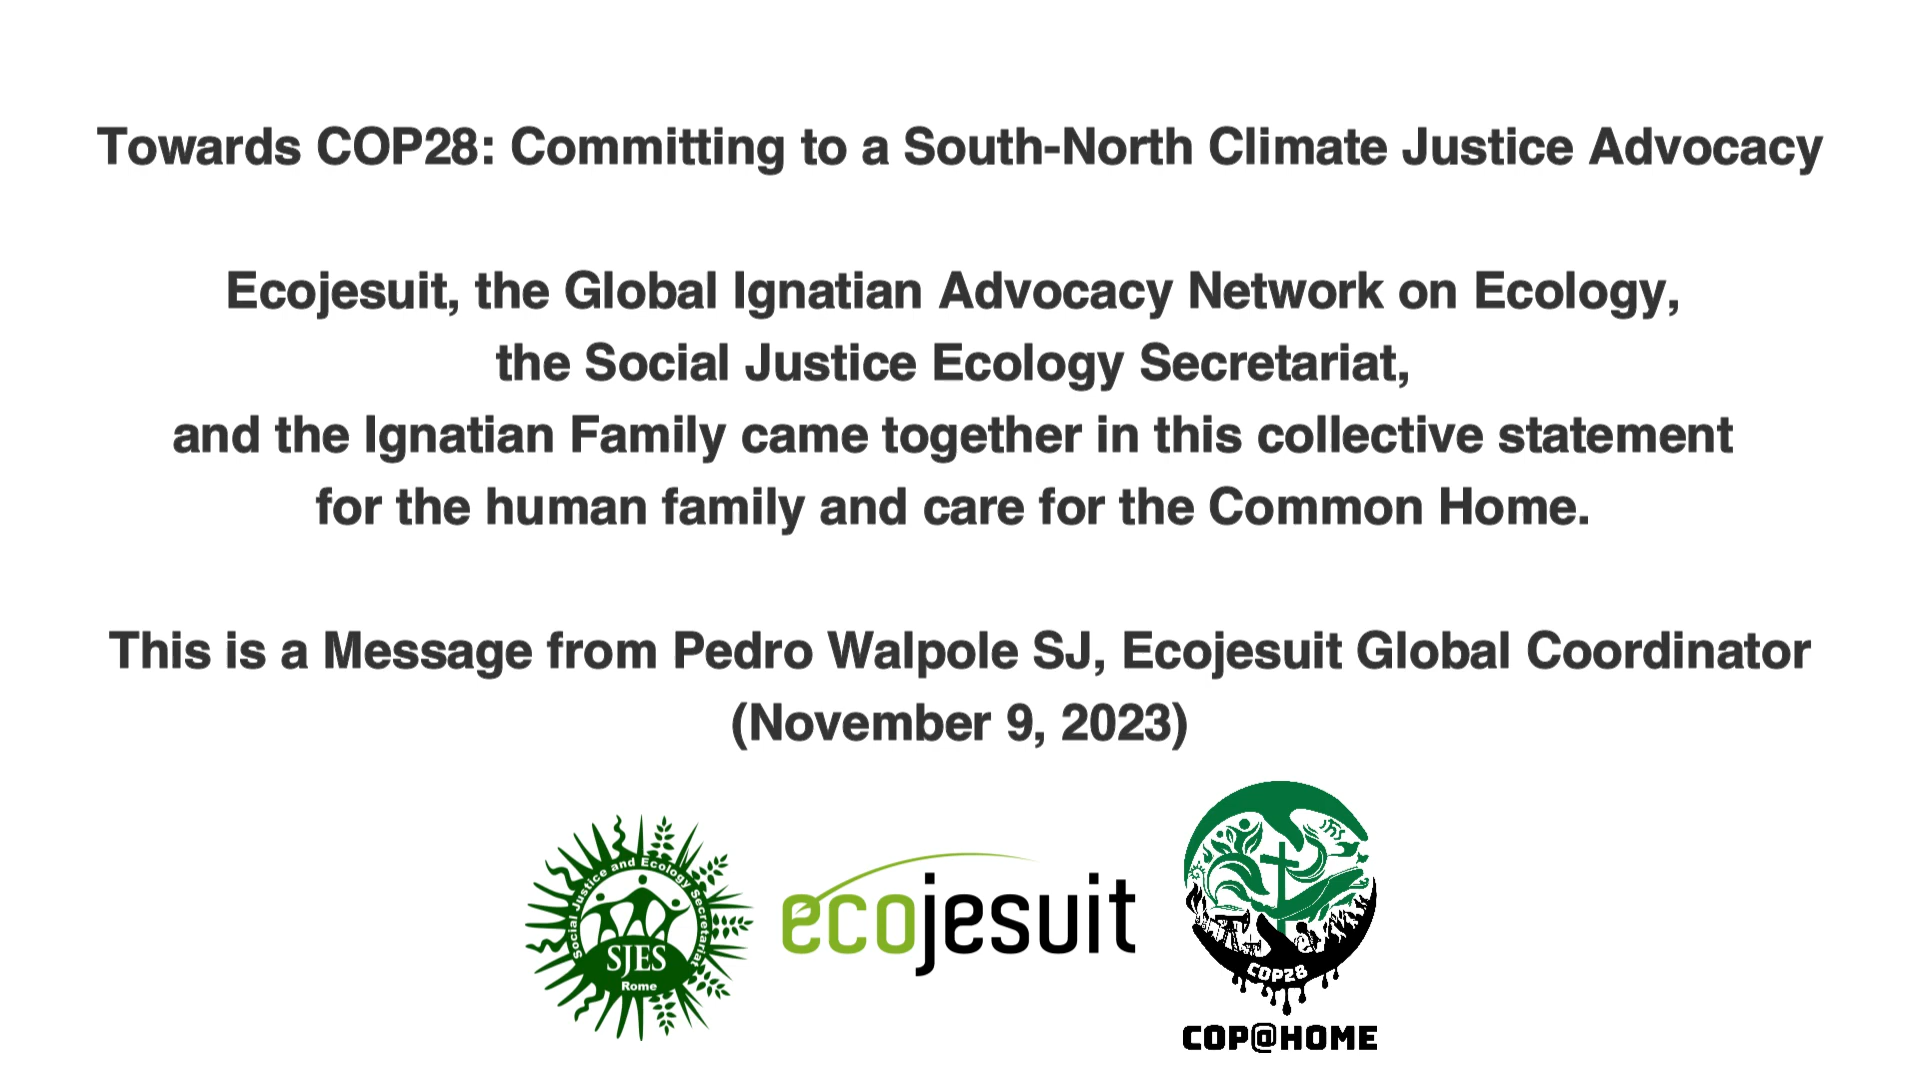 Towards COP28: Committing to a South-North Climate Justice Advocacy
Ecojesuit, the Global Ignatian Advocacy Network on Ecology,
the Social Justice Ecology Secretariat,
and the Ignatian Family came together in this collective statement
for the human family and care for the Common Home.
This is a Message from Pedro Walpole SJ, Ecojesuit Global Coordinator
(November 9, 2023)
Social Justice and Ecology Secretariat
SJES
Rome
ecojesuit
IHS
COP28
COP@HOME